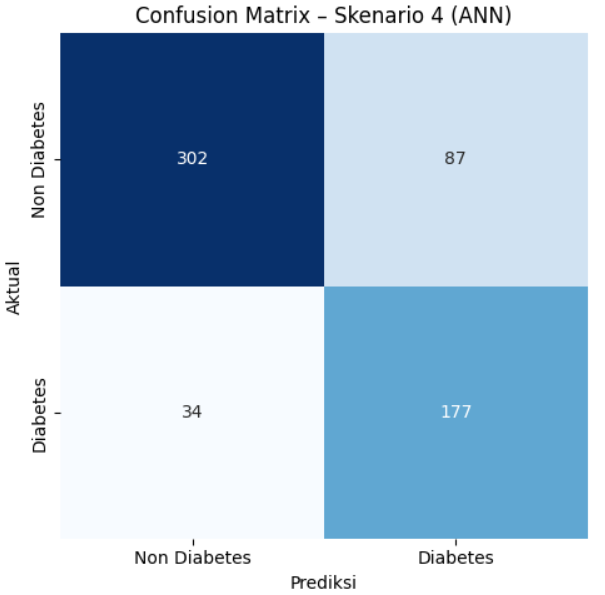 Confusion Matrix – Skenario 4 (ANN)
Non Diabetes
302
87
Aktual
Diabetes
34
177
Non Diabetes
Diabetes
Prediksi